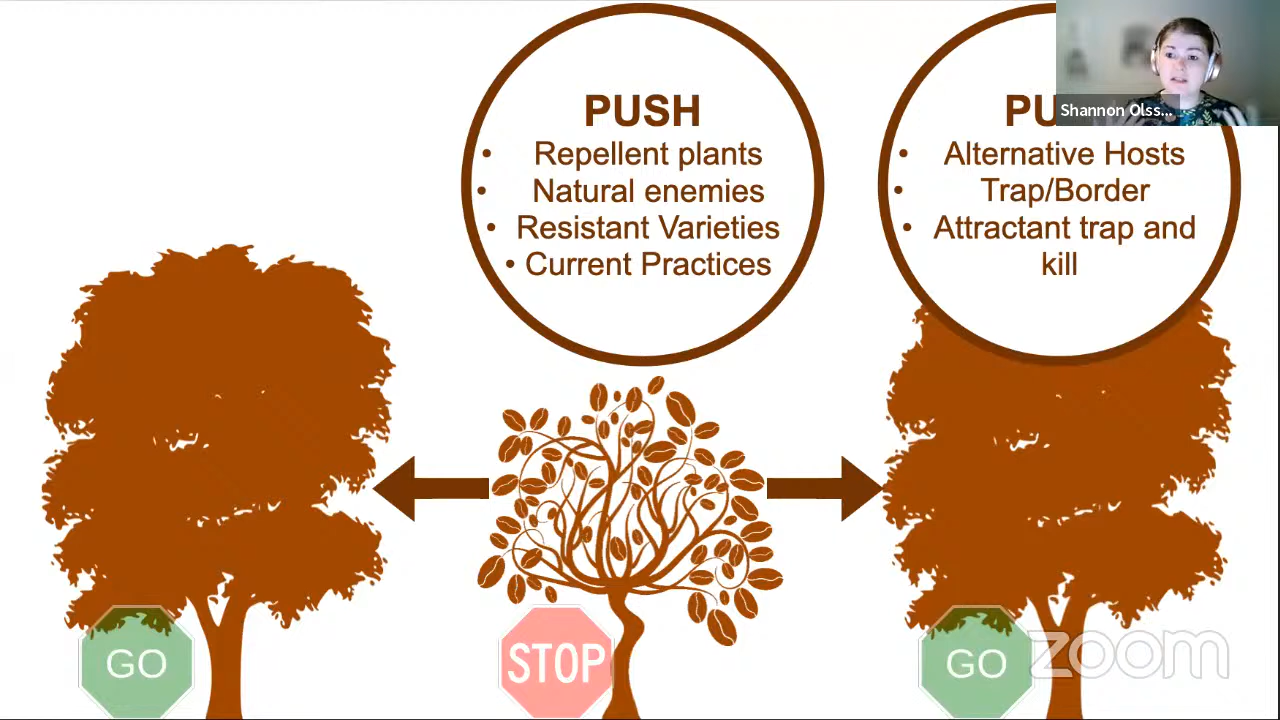 PUSH
• Repellent plants
• Natural enemies
• Resistant Varieties
• Current Practices
PU
• Alternative Hosts
• Trap/Border
• Attractant trap and
kill
Shannon Olss...
GO
STOP
GO
zoom